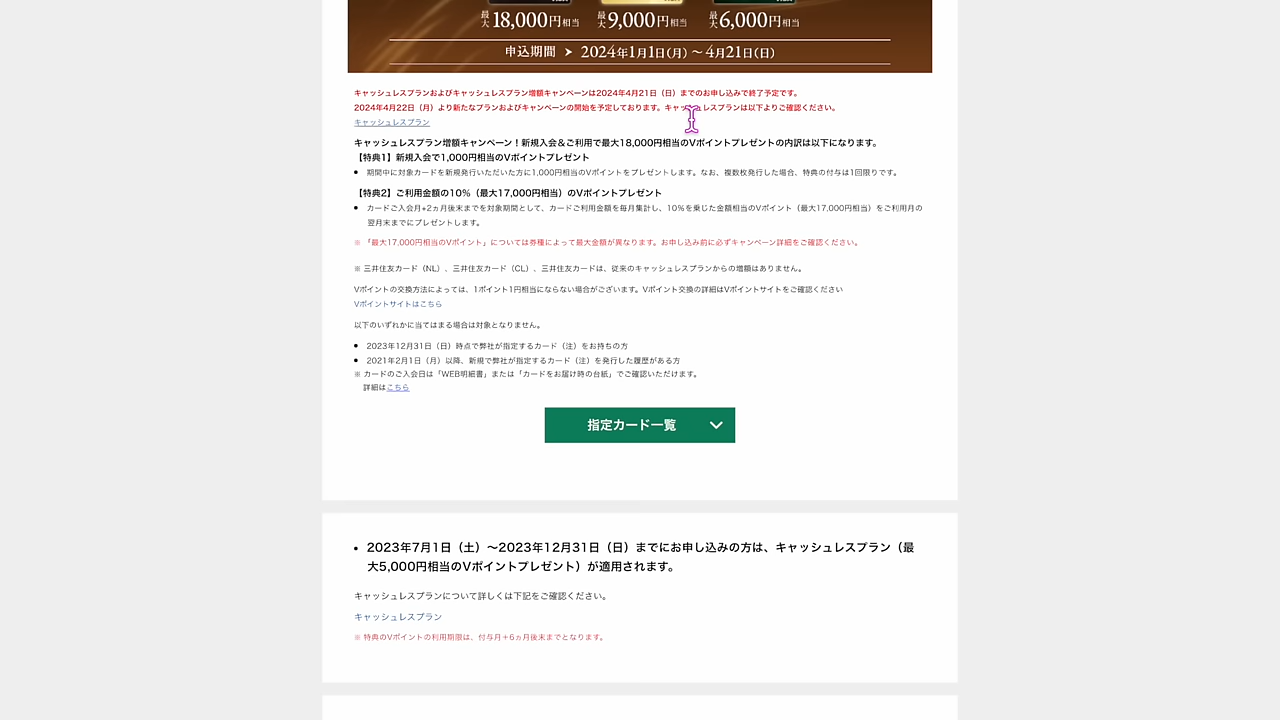 最大18,000円相当 最大9,000円相当 最大6,000円相当
申込期間 ➤ 2024年1月1日(月)～4月21日(日)
キャッシュレスプランおよびキャッシュレスプラン増額キャンペーンは2024年4月21日（日）までのお申し込みで終了予定です。
2024年4月22日（月）より新たなプランおよびキャンペーンの開始を予定しております。キャッシュレスプランは以下よりご確認ください。
キャッシュレスプラン
キャッシュレスプラン増額キャンペーン！新規入会＆ご利用で最大18,000円相当のVポイントプレゼントの内訳は以下になります。
【特典1】新規入会で1,000円相当のVポイントプレゼント
• 期間中に対象カードを新規発行いただいた方に1,000円相当のVポイントをプレゼントします。なお、複数枚発行した場合、特典の付与は1回限りです。
【特典2】ご利用金額の10％（最大17,000円相当）のVポイントプレゼント
• カードご入会月+2ヵ月後末までを対象期間として、カードご利用金額を毎月集計し、10％を乗じた金額相当のVポイント（最大17,000円相当）をご利用月の
翌月末までにプレゼントします。
※ 「最大17,000円相当のVポイント」については券種によって最大金額が異なります。お申し込み前に必ずキャンペーン詳細をご確認ください。
※ 三井住友カード（NL）、三井住友カード（CL）、三井住友カードは、従来のキャッシュレスプランからの増額はありません。
Vポイントの交換方法によっては、1ポイント1円相当にならない場合がございます。Vポイント交換の詳細はVポイントサイトをご確認ください
Vポイントサイトはこちら
以下のいずれかに当てはまる場合は対象となりません。
• 2023年12月31日（日）時点で弊社が指定するカード（注）をお持ちの方
• 2021年2月1日（月）以降、新規で弊社が指定するカード（注）を発行した履歴がある方
※ カードのご入会日は「WEB明細書」または「カードをお届け時の台紙」でご確認いただけます。
詳細はこちら
指定カード一覧
• 2023年7月1日（土）～2023年12月31日（日）までにお申し込みの方は、キャッシュレスプラン（最
大5,000円相当のVポイントプレゼント）が適用されます。
キャッシュレスプランについて詳しくは下記をご確認ください。
キャッシュレスプラン
※ 特典のVポイントの利用期限は、付与月＋6ヵ月後末までとなります。